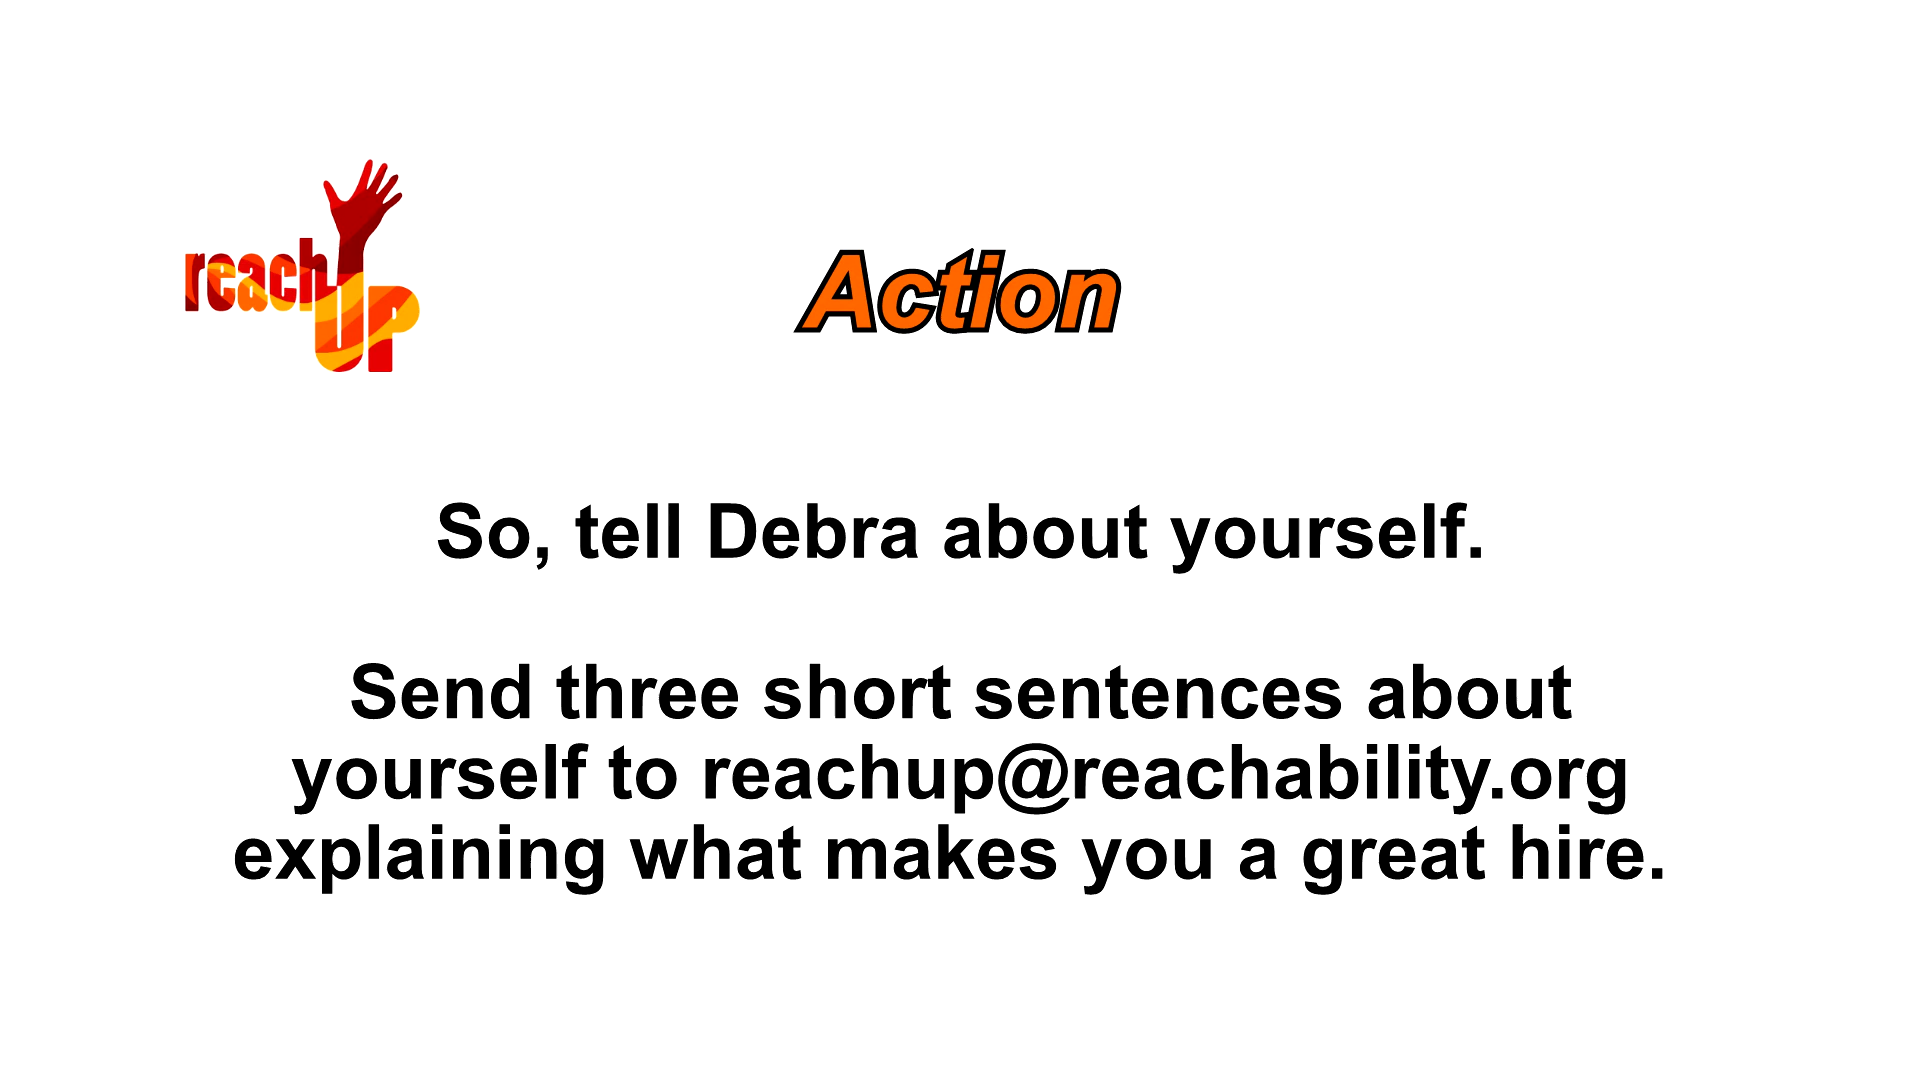 reach
UP
Action
So, tell Debra about yourself.
Send three short sentences about
yourself to reachup@reachability.org
explaining what makes you a great hire.